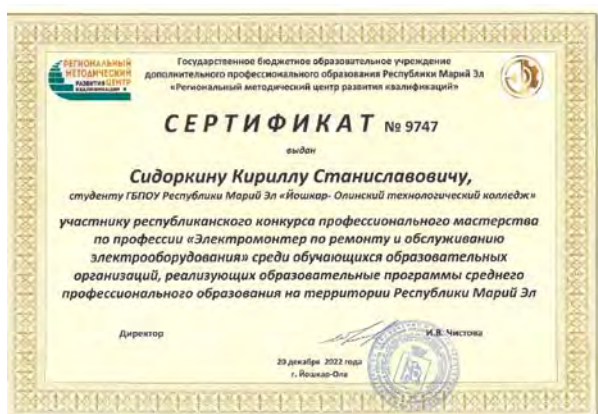 РЕГИОНАЛЬНЫЙ
МЕТОДИЧЕСКИЙ
ЦЕНТР
РАЗВИТИЯ
КВАЛИФИКАЦИЙ
Государственное бюджетное образовательное учреждение
дополнительного профессионального образования Республики Марий Эл
«Региональный методический центр развития квалификаций»
СЕРТИФИКАТ № 9747
выдан
Сидоркину Кириллу Станиславовичу,
студенту ГБПОУ Республики Марий Эл «Йошкар- Олинский технологический колледж»
участнику республиканского конкурса профессионального мастерства
по профессии «Электромонтер по ремонту и обслуживанию
электрооборудования» среди обучающихся образовательных
организаций, реализующих образовательные программы среднего
профессионального образования на территории Республики Марий Эл
Директор И.В. Чистова
20 декабря 2022 года
г. Йошкар-Ола